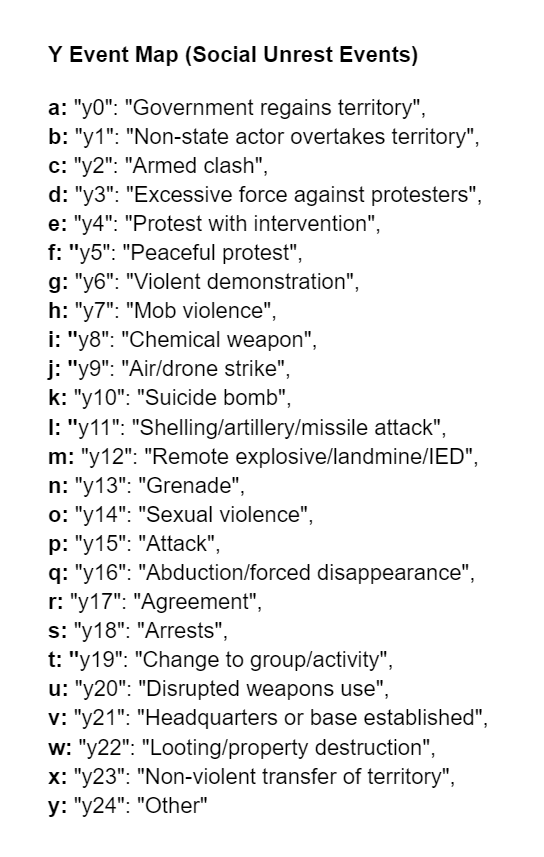 Y Event Map (Social Unrest Events)
a: "y0": "Government regains territory",
b: "y1": "Non-state actor overtakes territory",
c: "y2": "Armed clash",
d: "y3": "Excessive force against protesters",
e: "y4": "Protest with intervention",
f: "y5": "Peaceful protest",
g: "y6": "Violent demonstration",
h: "y7": "Mob violence",
i: "y8": "Chemical weapon",
j: "y9": "Air/drone strike",
k: "y10": "Suicide bomb",
l: "y11": "Shelling/artillery/missile attack",
m: "y12": "Remote explosive/landmine/IED",
n: "y13": "Grenade",
o: "y14": "Sexual violence",
p: "y15": "Attack",
q: "y16": "Abduction/forced disappearance",
r: "y17": "Agreement",
s: "y18": "Arrests",
t: "y19": "Change to group/activity",
u: "y20": "Disrupted weapons use",
v: "y21": "Headquarters or base established",
w: "y22": "Looting/property destruction",
x: "y23": "Non-violent transfer of territory",
y: "y24": "Other"